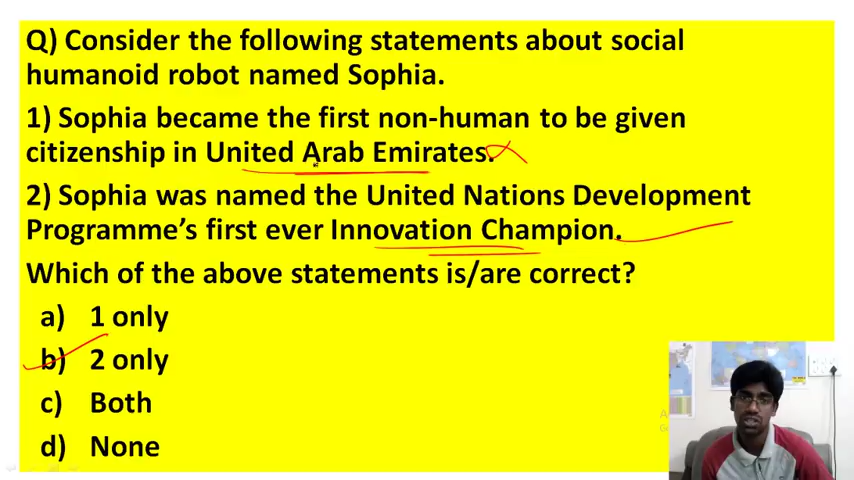 Q) Consider the following statements about social
humanoid robot named Sophia.
1) Sophia became the first non-human to be given
citizenship in United Arab Emirates.
2) Sophia was named the United Nations Development
Programme's first ever Innovation Champion.
Which of the above statements is/are correct?
a) 1 only
b) 2 only
c) Both
d) None